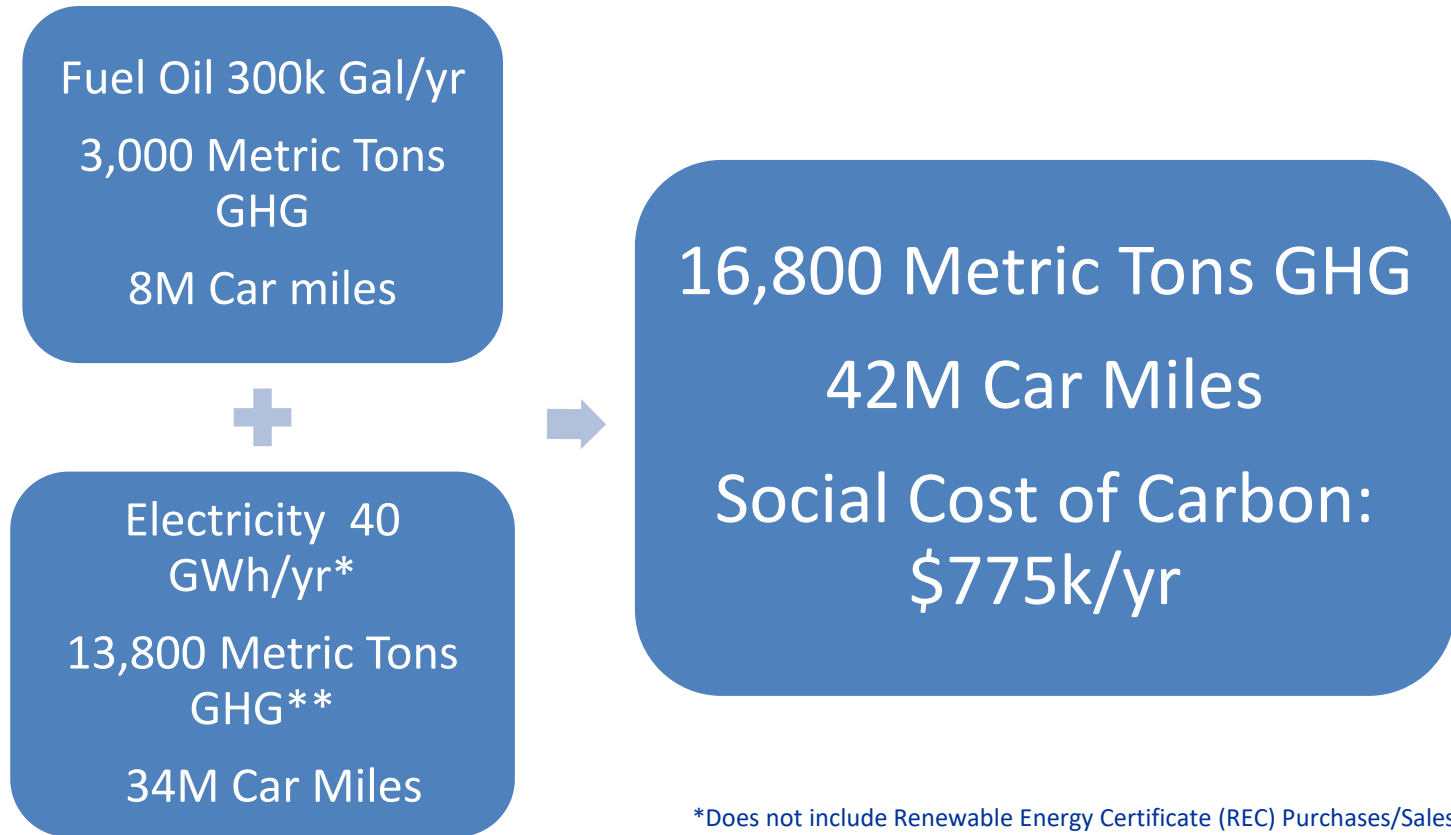 Fuel Oil 300k Gal/yr
3,000 Metric Tons
GHG
8M Car miles
Electricity  40
GWh/yr*
13,800 Metric Tons
GHG**
34M Car Miles
16,800 Metric Tons GHG
42M Car Miles
Social Cost of Carbon:
$775k/yr
*Does not include Renewable Energy Certificate (REC) Purchases/Sales